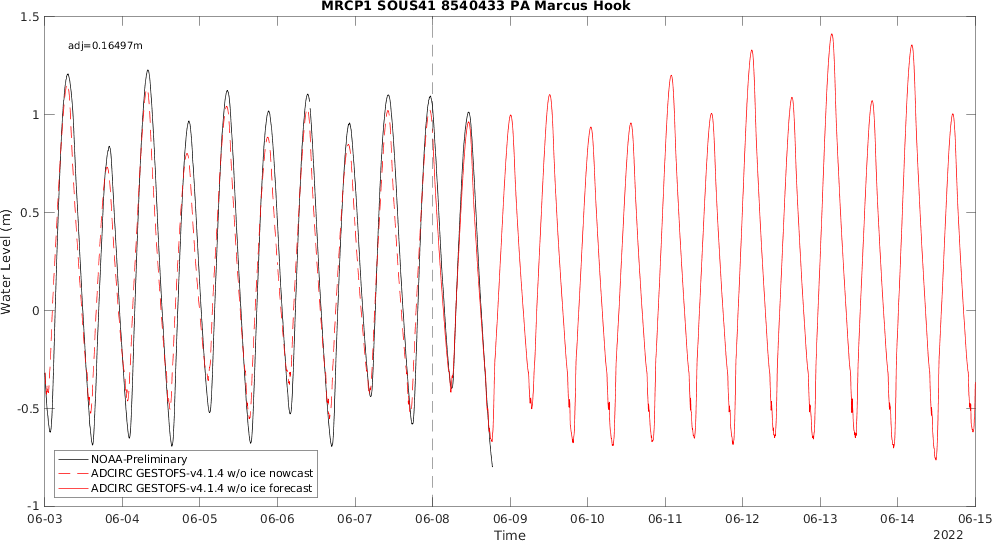 MRCP1 SOUS41 8540433 PA Marcus Hook
adj=0.16497m
1.5
1
0.5
0
-0.5
-1
Water Level (m)
NOAA-Preliminary
ADCIRC GESTOFS-v4.1.4 w/o ice nowcast
ADCIRC GESTOFS-v4.1.4 w/o ice forecast
06-03 06-04 06-05 06-06 06-07 06-08 06-09 06-10 06-11 06-12 06-13 06-14 06-15
Time
2022